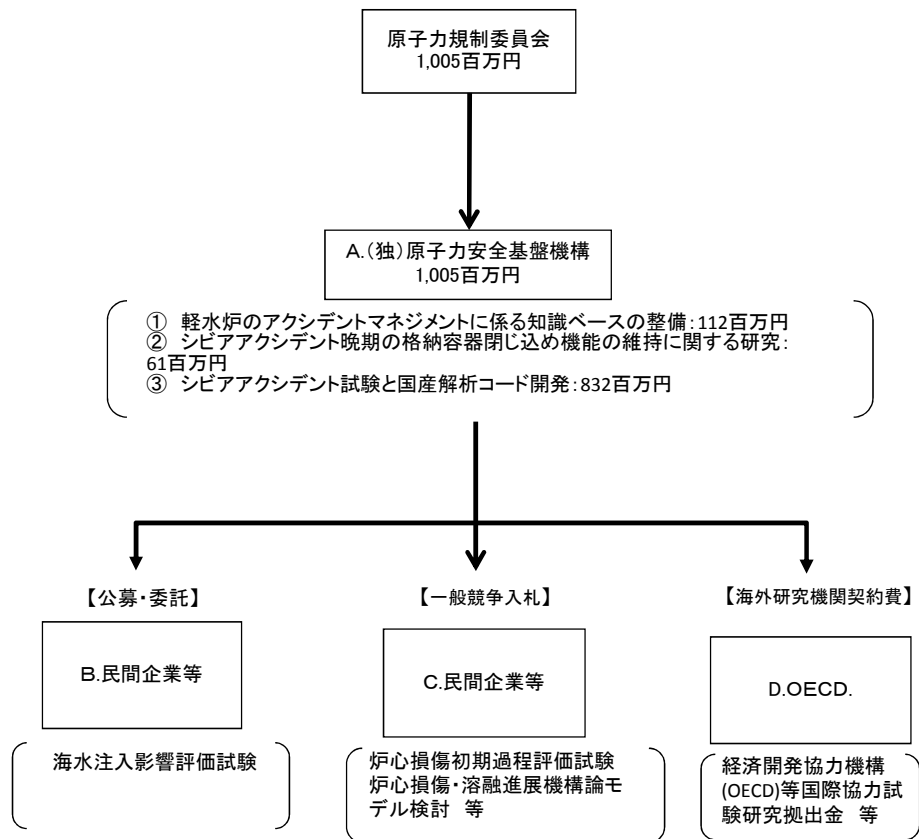 原子力規制委員会
1,005百万円
A.(独)原子力安全基盤機構
1,005百万円
① 軽水炉のアクシデントマネジメントに係る知識ベースの整備:112百万円
② シビアアクシデント晩期の格納容器閉じ込め機能の維持に関する研究:
61百万円
③ シビアアクシデント試験と国産解析コード開発:832百万円
【公募・委託】
B.民間企業等
海水注入影響評価試験
【一般競争入札】
C.民間企業等
炉心損傷初期過程評価試験
炉心損傷・溶融進展機構論モ
デル検討 等
【海外研究機関契約費】
D.OECD.
経済開発協力機構
(OECD)等国際協力試
験研究拠出金 等